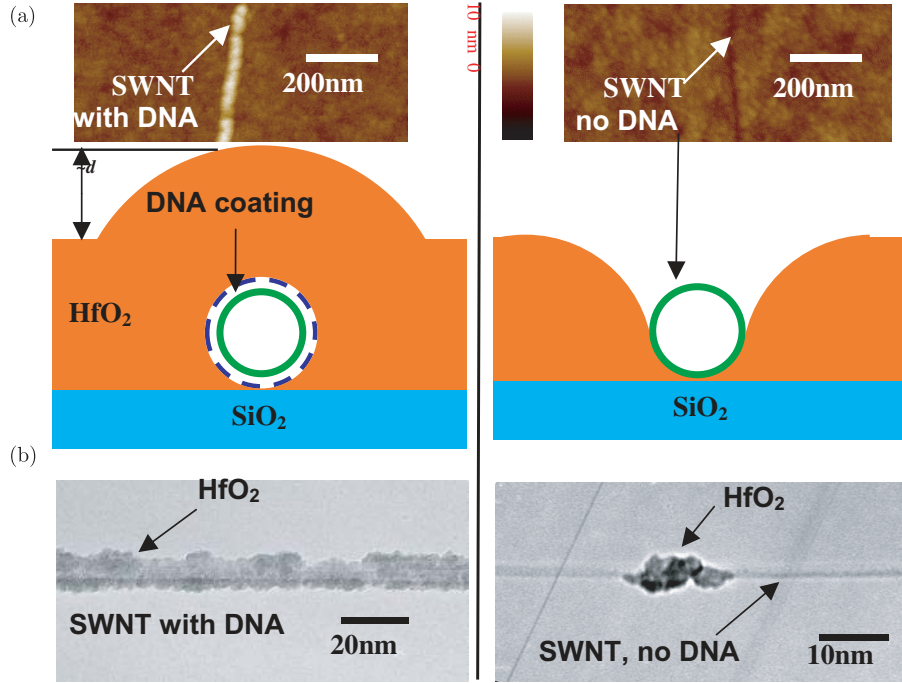 (a)
SWNT
with DNA
200nm
10 nm 0
SWNT
no DNA
200nm
~d
DNA coating
HfO₂
SiO₂
SiO₂
(b)
HfO₂
SWNT with DNA
20nm
HfO₂
SWNT, no DNA
10nm